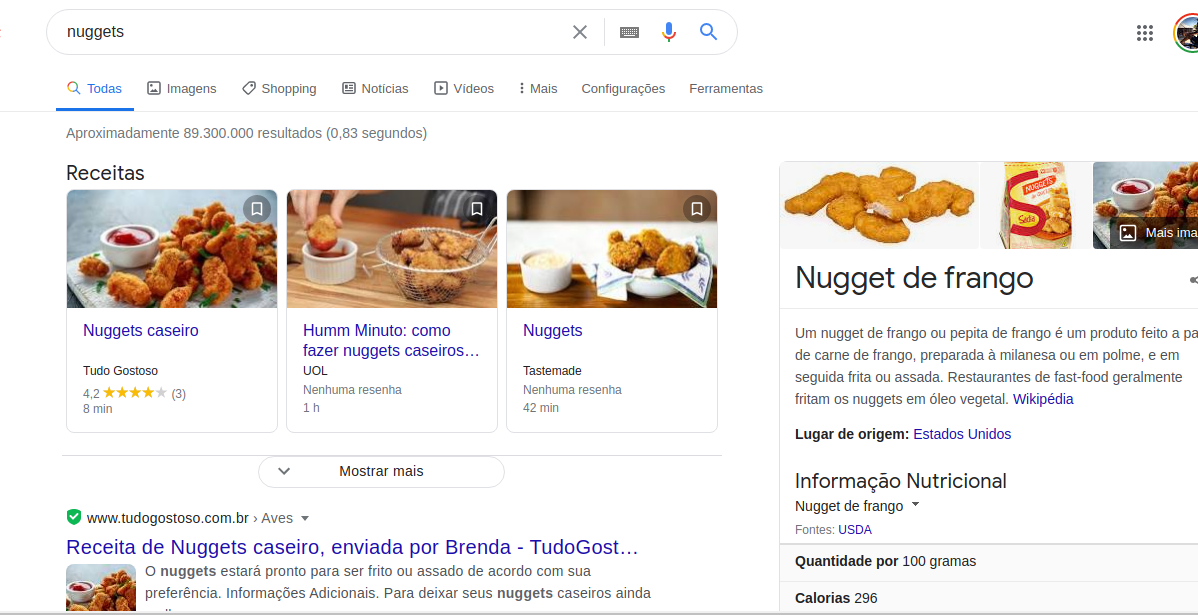 nuggets
Todas Imagens Shopping Notícias Vídeos Mais Configurações Ferramentas
Aproximadamente 89.300.000 resultados (0,83 segundos)
Receitas
Nuggets caseiro
Tudo Gostoso
4,2 (3)
8 min
Humm Minuto: como
fazer nuggets caseiros…
UOL
Nenhuma resenha
1 h
Nuggets
Tastemade
Nenhuma resenha
42 min
Mostrar mais
www.tudogostoso.com.br › Aves
Receita de Nuggets caseiro, enviada por Brenda - TudoGost…
O nuggets estará pronto para ser frito ou assado de acordo com sua
preferência. Informações Adicionais. Para deixar seus nuggets caseiros ainda
NUGGETS
S
Sadia
Mais ima
Nugget de frango
Um nugget de frango ou pepita de frango é um produto feito a pa
de carne de frango, preparada à milanesa ou em polme, e em
seguida frita ou assada. Restaurantes de fast-food geralmente
fritam os nuggets em óleo vegetal. Wikipédia
Lugar de origem: Estados Unidos
Informação Nutricional
Nugget de frango
Fontes: USDA
Quantidade por 100 gramas
Calorias 296